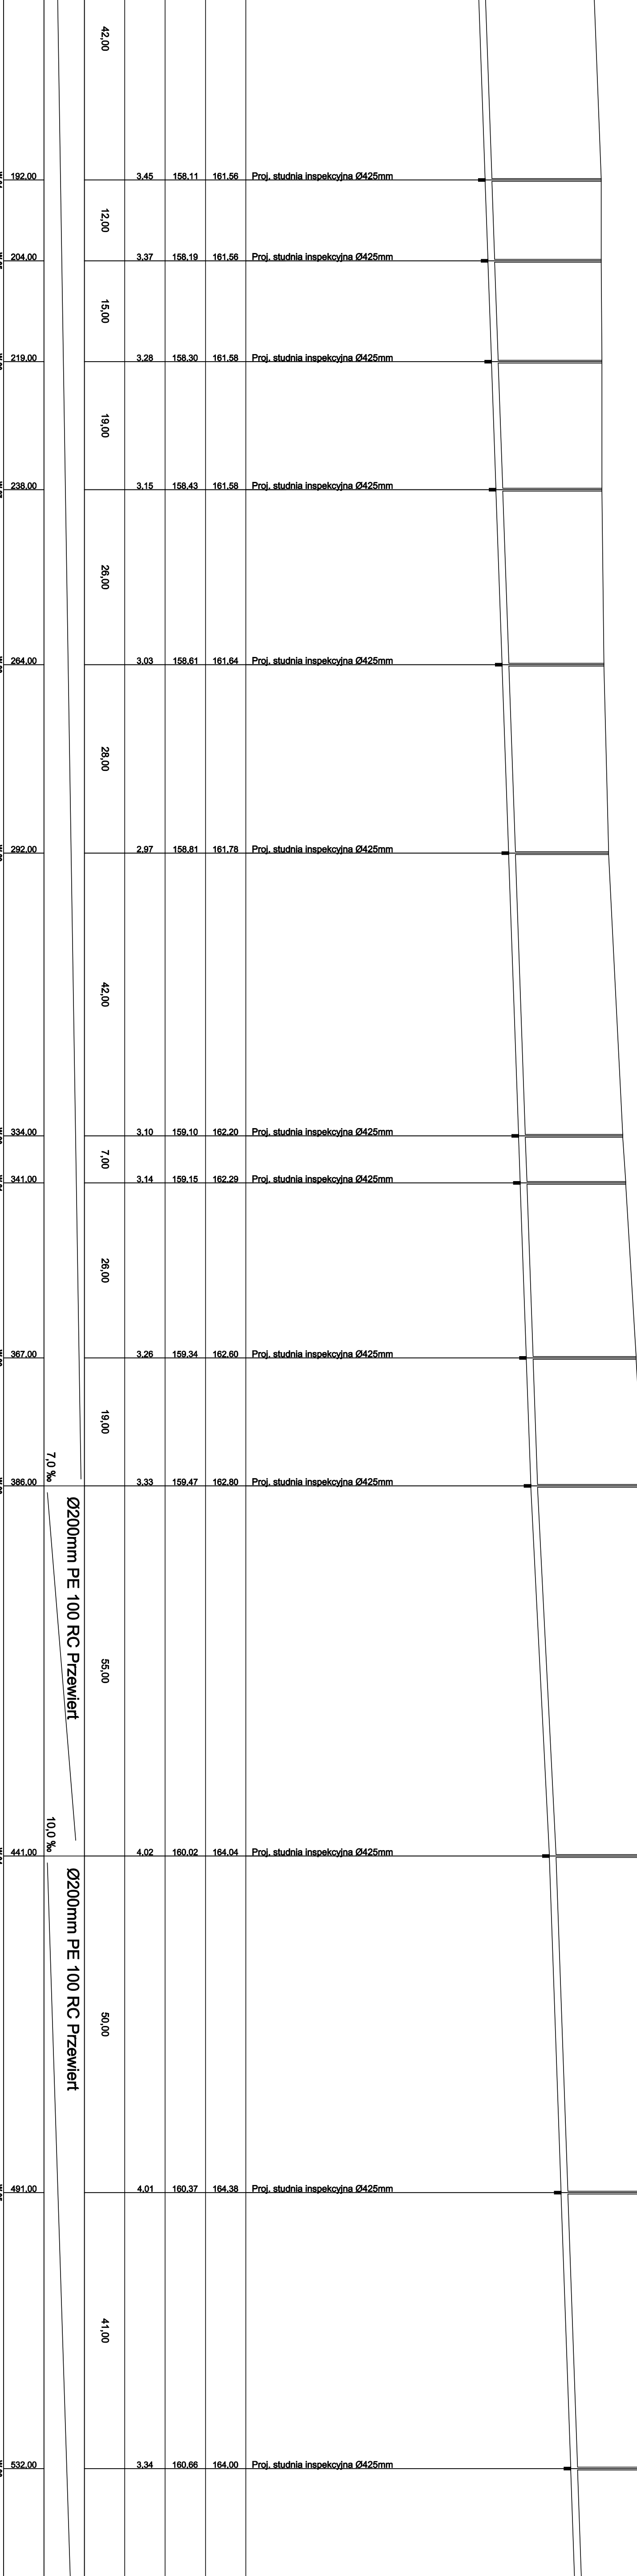 42,00
192.00 3.45 158.11 161.56 Proj. studnia inspekcyjna Ø425mm
12,00
204.00 3.37 158.19 161.56 Proj. studnia inspekcyjna Ø425mm
15,00
219.00 3.28 158.30 161.58 Proj. studnia inspekcyjna Ø425mm
19,00
238.00 3.15 158.43 161.58 Proj. studnia inspekcyjna Ø425mm
26,00
264.00 3.03 158.61 161.64 Proj. studnia inspekcyjna Ø425mm
28,00
292.00 2.97 158.81 161.78 Proj. studnia inspekcyjna Ø425mm
42,00
334.00 3.10 159.10 162.20 Proj. studnia inspekcyjna Ø425mm
7,00
341.00 3.14 159.15 162.29 Proj. studnia inspekcyjna Ø425mm
26,00
367.00 3.26 159.34 162.60 Proj. studnia inspekcyjna Ø425mm
19,00
7,0 ‰
386.00 3.33 159.47 162.80 Proj. studnia inspekcyjna Ø425mm
Ø200mm PE 100 RC Przewiert
55,00
10,0 ‰
441.00 4.02 160.02 164.04 Proj. studnia inspekcyjna Ø425mm
Ø200mm PE 100 RC Przewiert
50,00
491.00 4.01 160.37 164.38 Proj. studnia inspekcyjna Ø425mm
41,00
532.00 3.34 160.66 164.00 Proj. studnia inspekcyjna Ø425mm